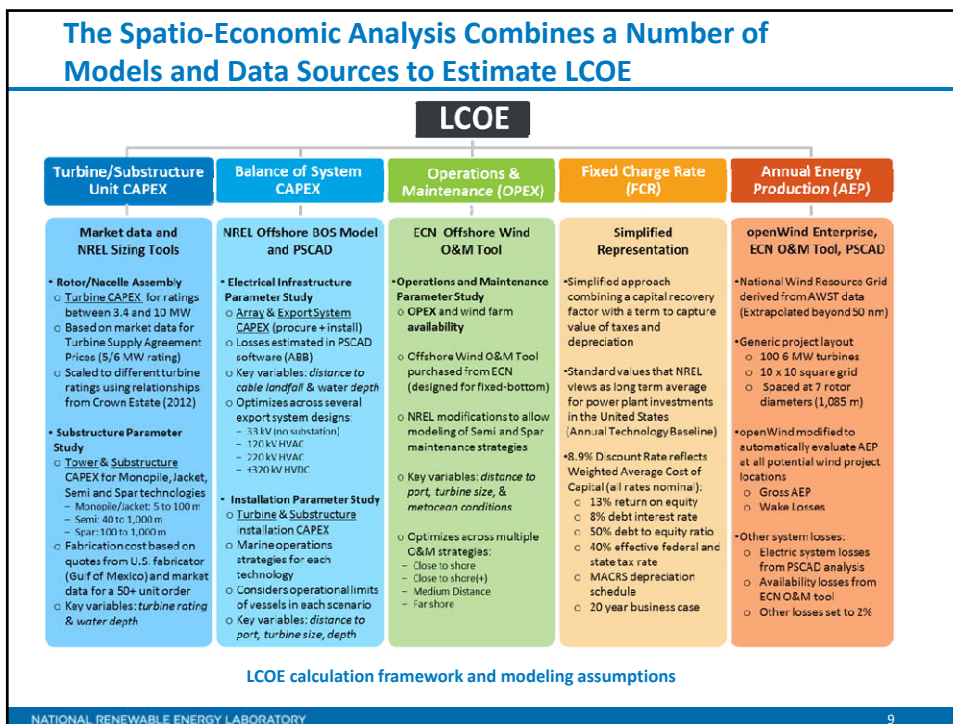 The Spatio-Economic Analysis Combines a Number of
Models and Data Sources to Estimate LCOE
LCOE
Turbine/Substructure
Unit CAPEX
Market data and
NREL Sizing Tools
• Rotor/Nacelle Assembly
o Turbine CAPEX for ratings
between 3.4 and 10 MW
o Based on market data for
Turbine Supply Agreement
Prices (5/6 MW rating)
o Scaled to different turbine
ratings using relationships
from Crown Estate (2012)
• Substructure Parameter
Study
o Tower & Substructure
CAPEX for Monopile, Jacket,
Semi and Spar technologies
– Monopile/Jacket: 5 to 100 m
– Semi: 40 to 1,000 m
– Spar: 100 to 1,000 m
o Fabrication cost based on
quotes from U.S. fabricator
(Gulf of Mexico) and market
data for a 50+ unit order
o Key variables: turbine rating
& water depth
Balance of System
CAPEX
NREL Offshore BOS Model
and PSCAD
• Electrical Infrastructure
Parameter Study
o Array & Export System
CAPEX (procure + install)
o Losses estimated in PSCAD
software (ABB)
o Key variables: distance to
cable landfall & water depth
o Optimizes across several
export system designs:
– 33 kV (no substation)
– 120 kV HVAC
– 220 kV HVAC
– ±320 kV HVDC
• Installation Parameter Study
o Turbine & Substructure
installation CAPEX
o Marine operations
strategies for each
technology
o Considers operational limits
of vessels in each scenario
o Key variables: distance to
port, turbine size, depth
Operations &
Maintenance (OPEX)
ECN Offshore Wind
O&M Tool
•Operations and Maintenance
Parameter Study
o OPEX and wind farm
availability
o Offshore Wind O&M Tool
purchased from ECN
(designed for fixed-bottom)
o NREL modifications to allow
modeling of Semi and Spar
maintenance strategies
o Key variables: distance to
port, turbine size, &
metocean conditions
o Optimizes across multiple
O&M strategies:
– Close to shore
– Close to shore(+)
– Medium Distance
– Far shore
Fixed Charge Rate
(FCR)
Simplified
Representation
•Simplified approach
combining a capital recovery
factor with a term to capture
value of taxes and
depreciation
•Standard values that NREL
views as long term average
for power plant investments
in the United States
(Annual Technology Baseline)
•8.9% Discount Rate reflects
Weighted Average Cost of
Capital (all rates nominal):
o 13% return on equity
o 8% debt interest rate
o 50% debt to equity ratio
o 40% effective federal and
state tax rate
o MACRS depreciation
schedule
o 20 year business case
Annual Energy
Production (AEP)
openWind Enterprise,
ECN O&M Tool, PSCAD
•National Wind Resource Grid
derived from AWST data
(Extrapolated beyond 50 nm)
•Generic project layout
o 100 6 MW turbines
o 10 x 10 square grid
o Spaced at 7 rotor
diameters (1,085 m)
•openWind modified to
automatically evaluate AEP
at all potential wind project
locations
o Gross AEP
o Wake Losses
•Other system losses:
o Electric system losses
from PSCAD analysis
o Availability losses from
ECN O&M tool
o Other losses set to 2%
LCOE calculation framework and modeling assumptions
NATIONAL RENEWABLE ENERGY LABORATORY
9